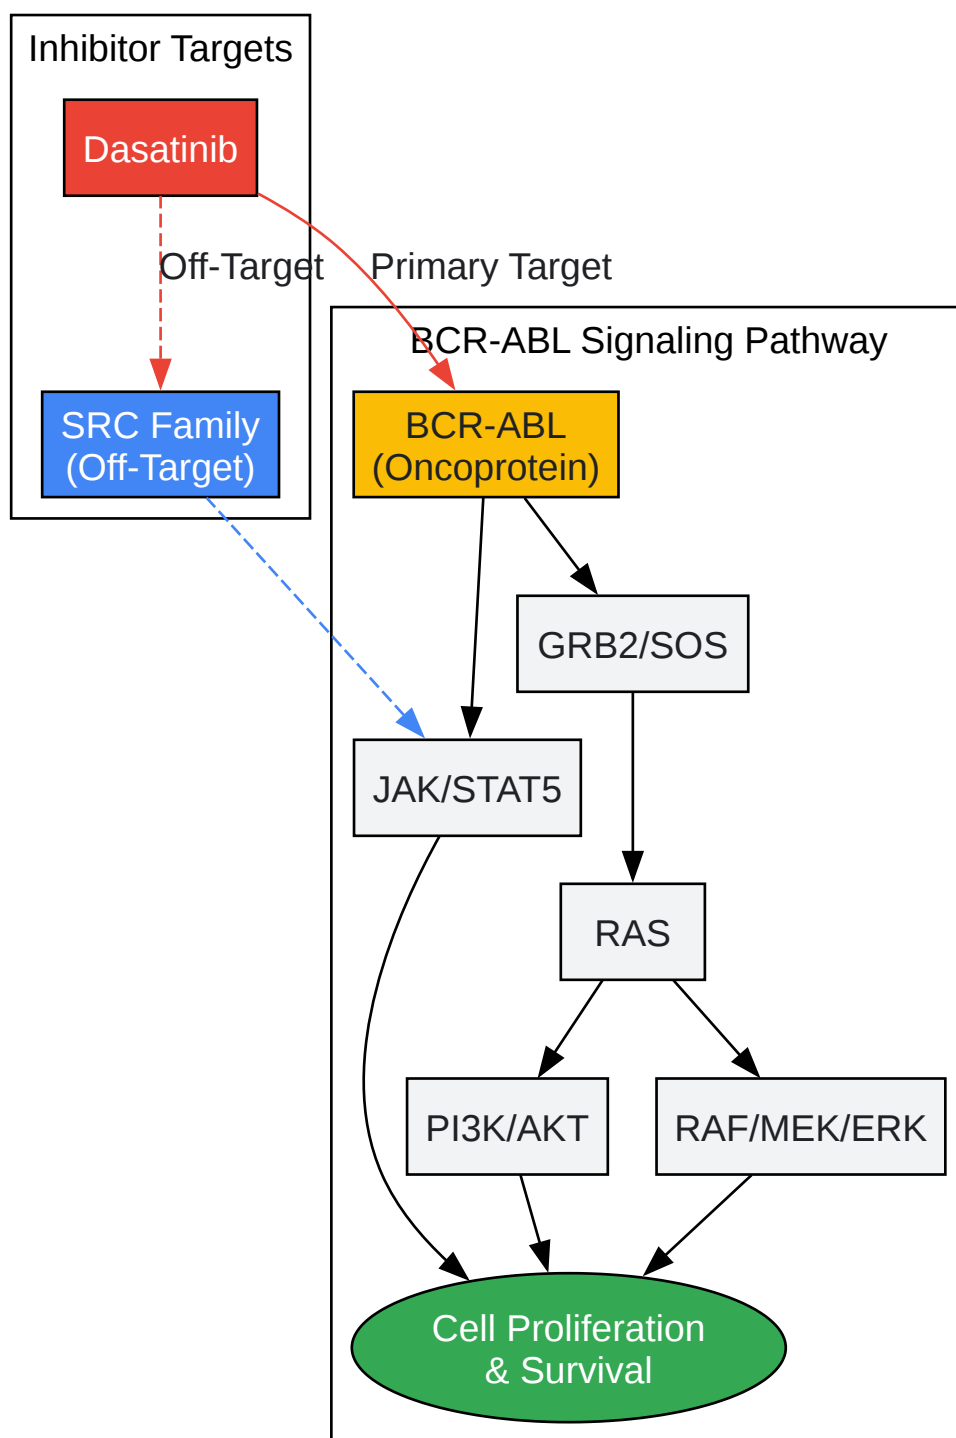 Inhibitor Targets
Dasatinib
Off-Target
Primary Target
BCR-ABL Signaling Pathway
SRC Family
(Off-Target)
BCR-ABL
(Oncoprotein)
GRB2/SOS
JAK/STAT5
RAS
PI3K/AKT
RAF/MEK/ERK
Cell Proliferation
& Survival